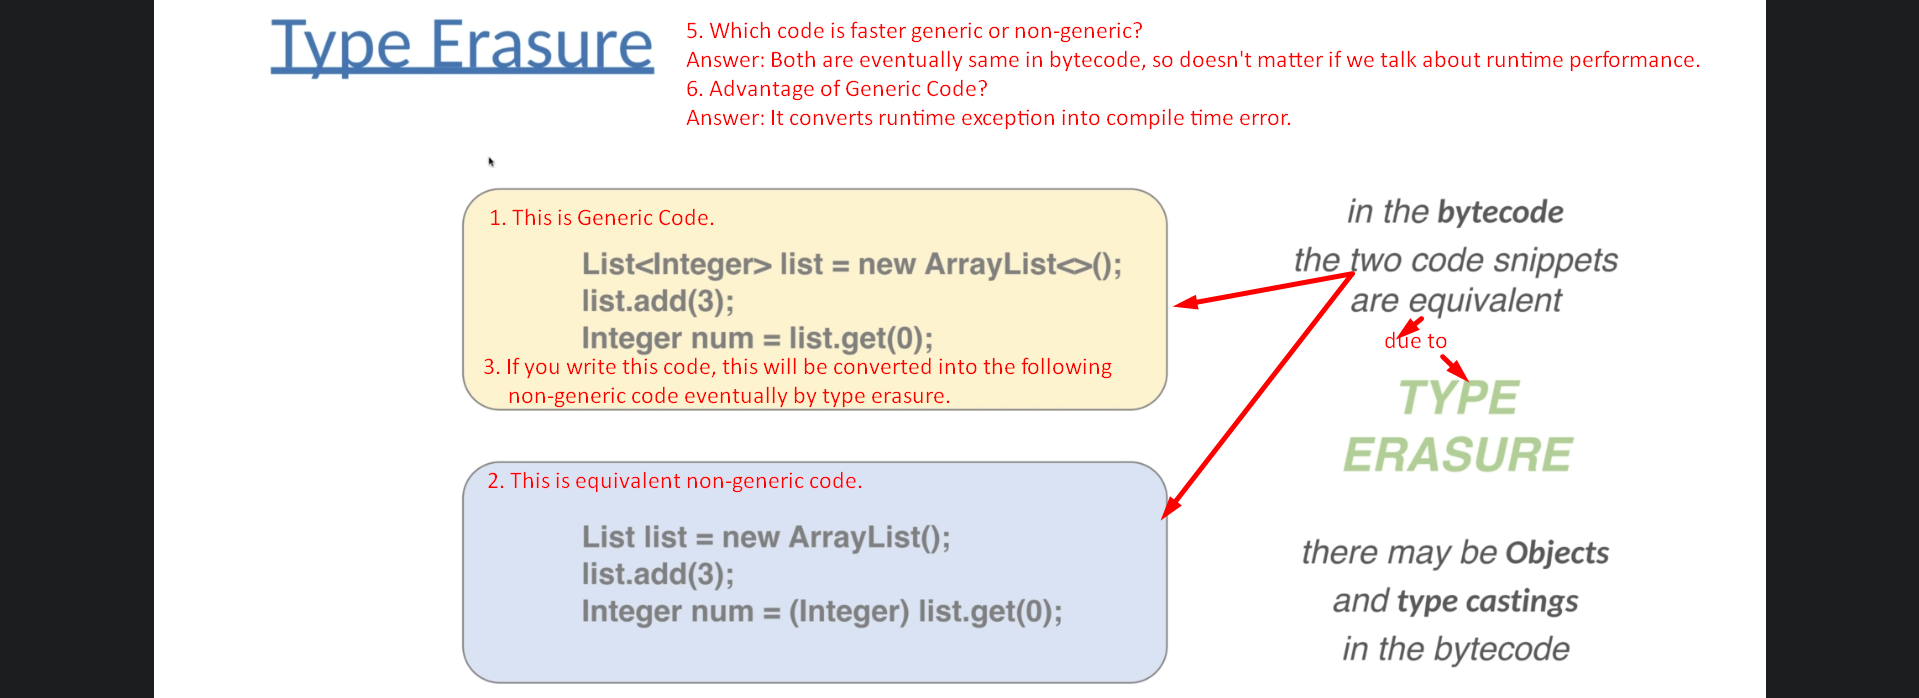 Type Erasure
5. Which code is faster generic or non-generic?
Answer: Both are eventually same in bytecode, so doesn't matter if we talk about runtime performance.
6. Advantage of Generic Code?
Answer: It converts runtime exception into compile time error.
1. This is Generic Code.
List<Integer> list = new ArrayList<>();
list.add(3);
Integer num = list.get(0);
3. If you write this code, this will be converted into the following
non-generic code eventually by type erasure.
2. This is equivalent non-generic code.
List list = new ArrayList();
list.add(3);
Integer num = (Integer) list.get(0);
in the bytecode
the two code snippets
are equivalent
due to
TYPE
ERASURE
there may be Objects
and type castings
in the bytecode